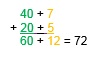 40 + 7
+ 20 + 5
60 + 12 = 72